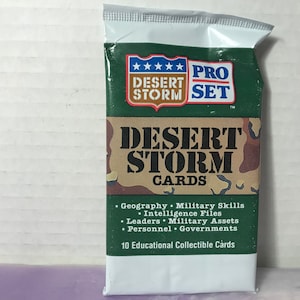 DESERT
STORM
PRO
SET
™
DESERT
STORM
CARDS
• Geography • Military Skills
• Intelligence Files
• Leaders • Military Assets
• Personnel • Governments
10 Educational Collectible Cards